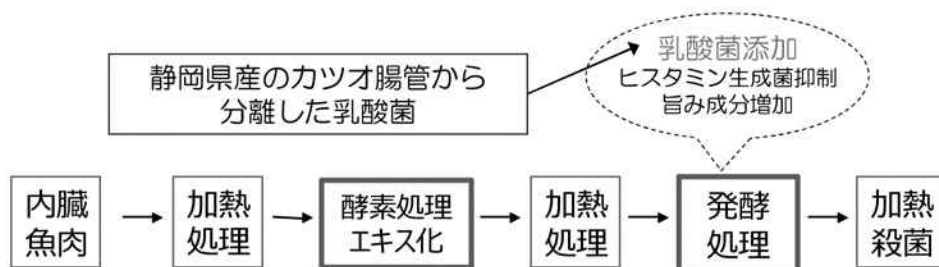 乳酸菌添加
ヒスタミン生成菌抑制
旨み成分増加
静岡県産のカツオ腸管から
分離した乳酸菌
内臓
魚肉
加熱
処理
酵素処理
エキス化
加熱
処理
発酵
処理
加熱
殺菌